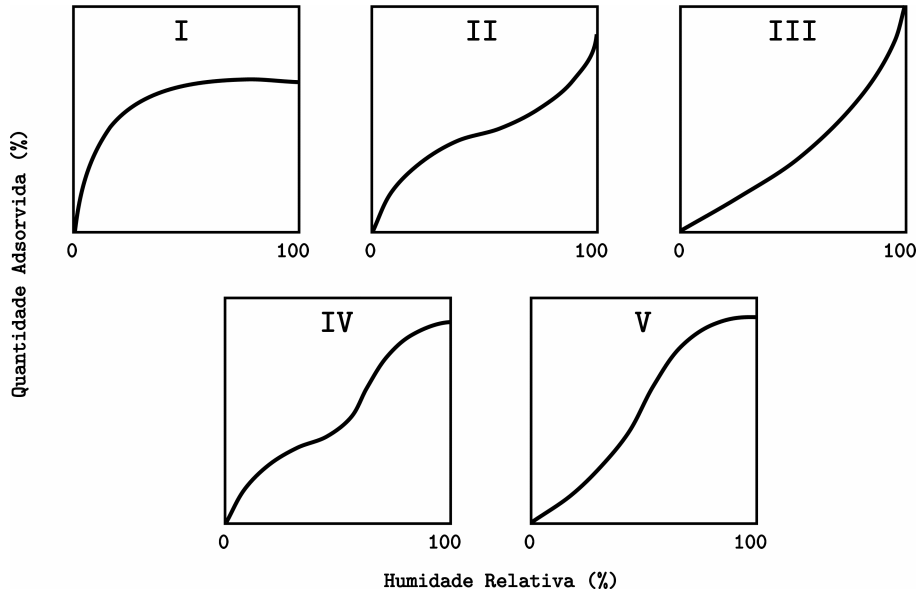 Quantidade Adsorvida (%)
I
0 100
II
0 100
III
0 100
IV
0 100
V
0 100
Humidade Relativa (%)